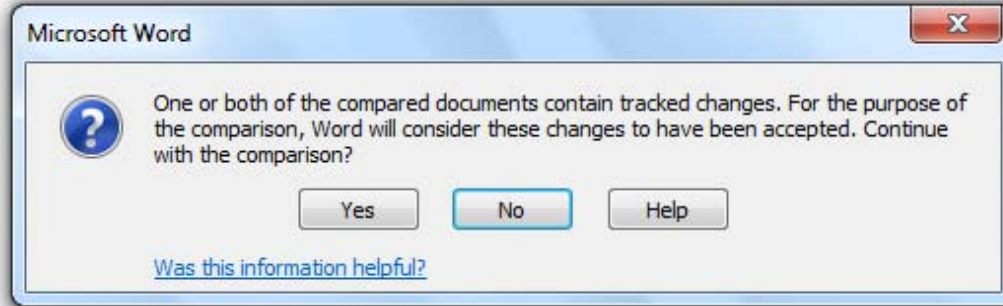 Microsoft Word
One or both of the compared documents contain tracked changes. For the purpose of
the comparison, Word will consider these changes to have been accepted. Continue
with the comparison?
Yes No Help
Was this information helpful?